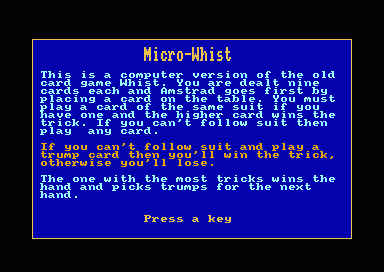 Micro-Whist
This is a computer version of the old
card game Whist. You are dealt nine
cards each and Amstrad goes first by
placing a card on the table. You must
play a card of the same suit if you
have one and the higher card wins the
trick. If you can't follow suit then
play any card.
If you can't follow suit and play a
trump card then you'll win the trick,
otherwise you'll lose.
The one with the most tricks wins the
hand and picks trumps for the next
hand.
Press a key